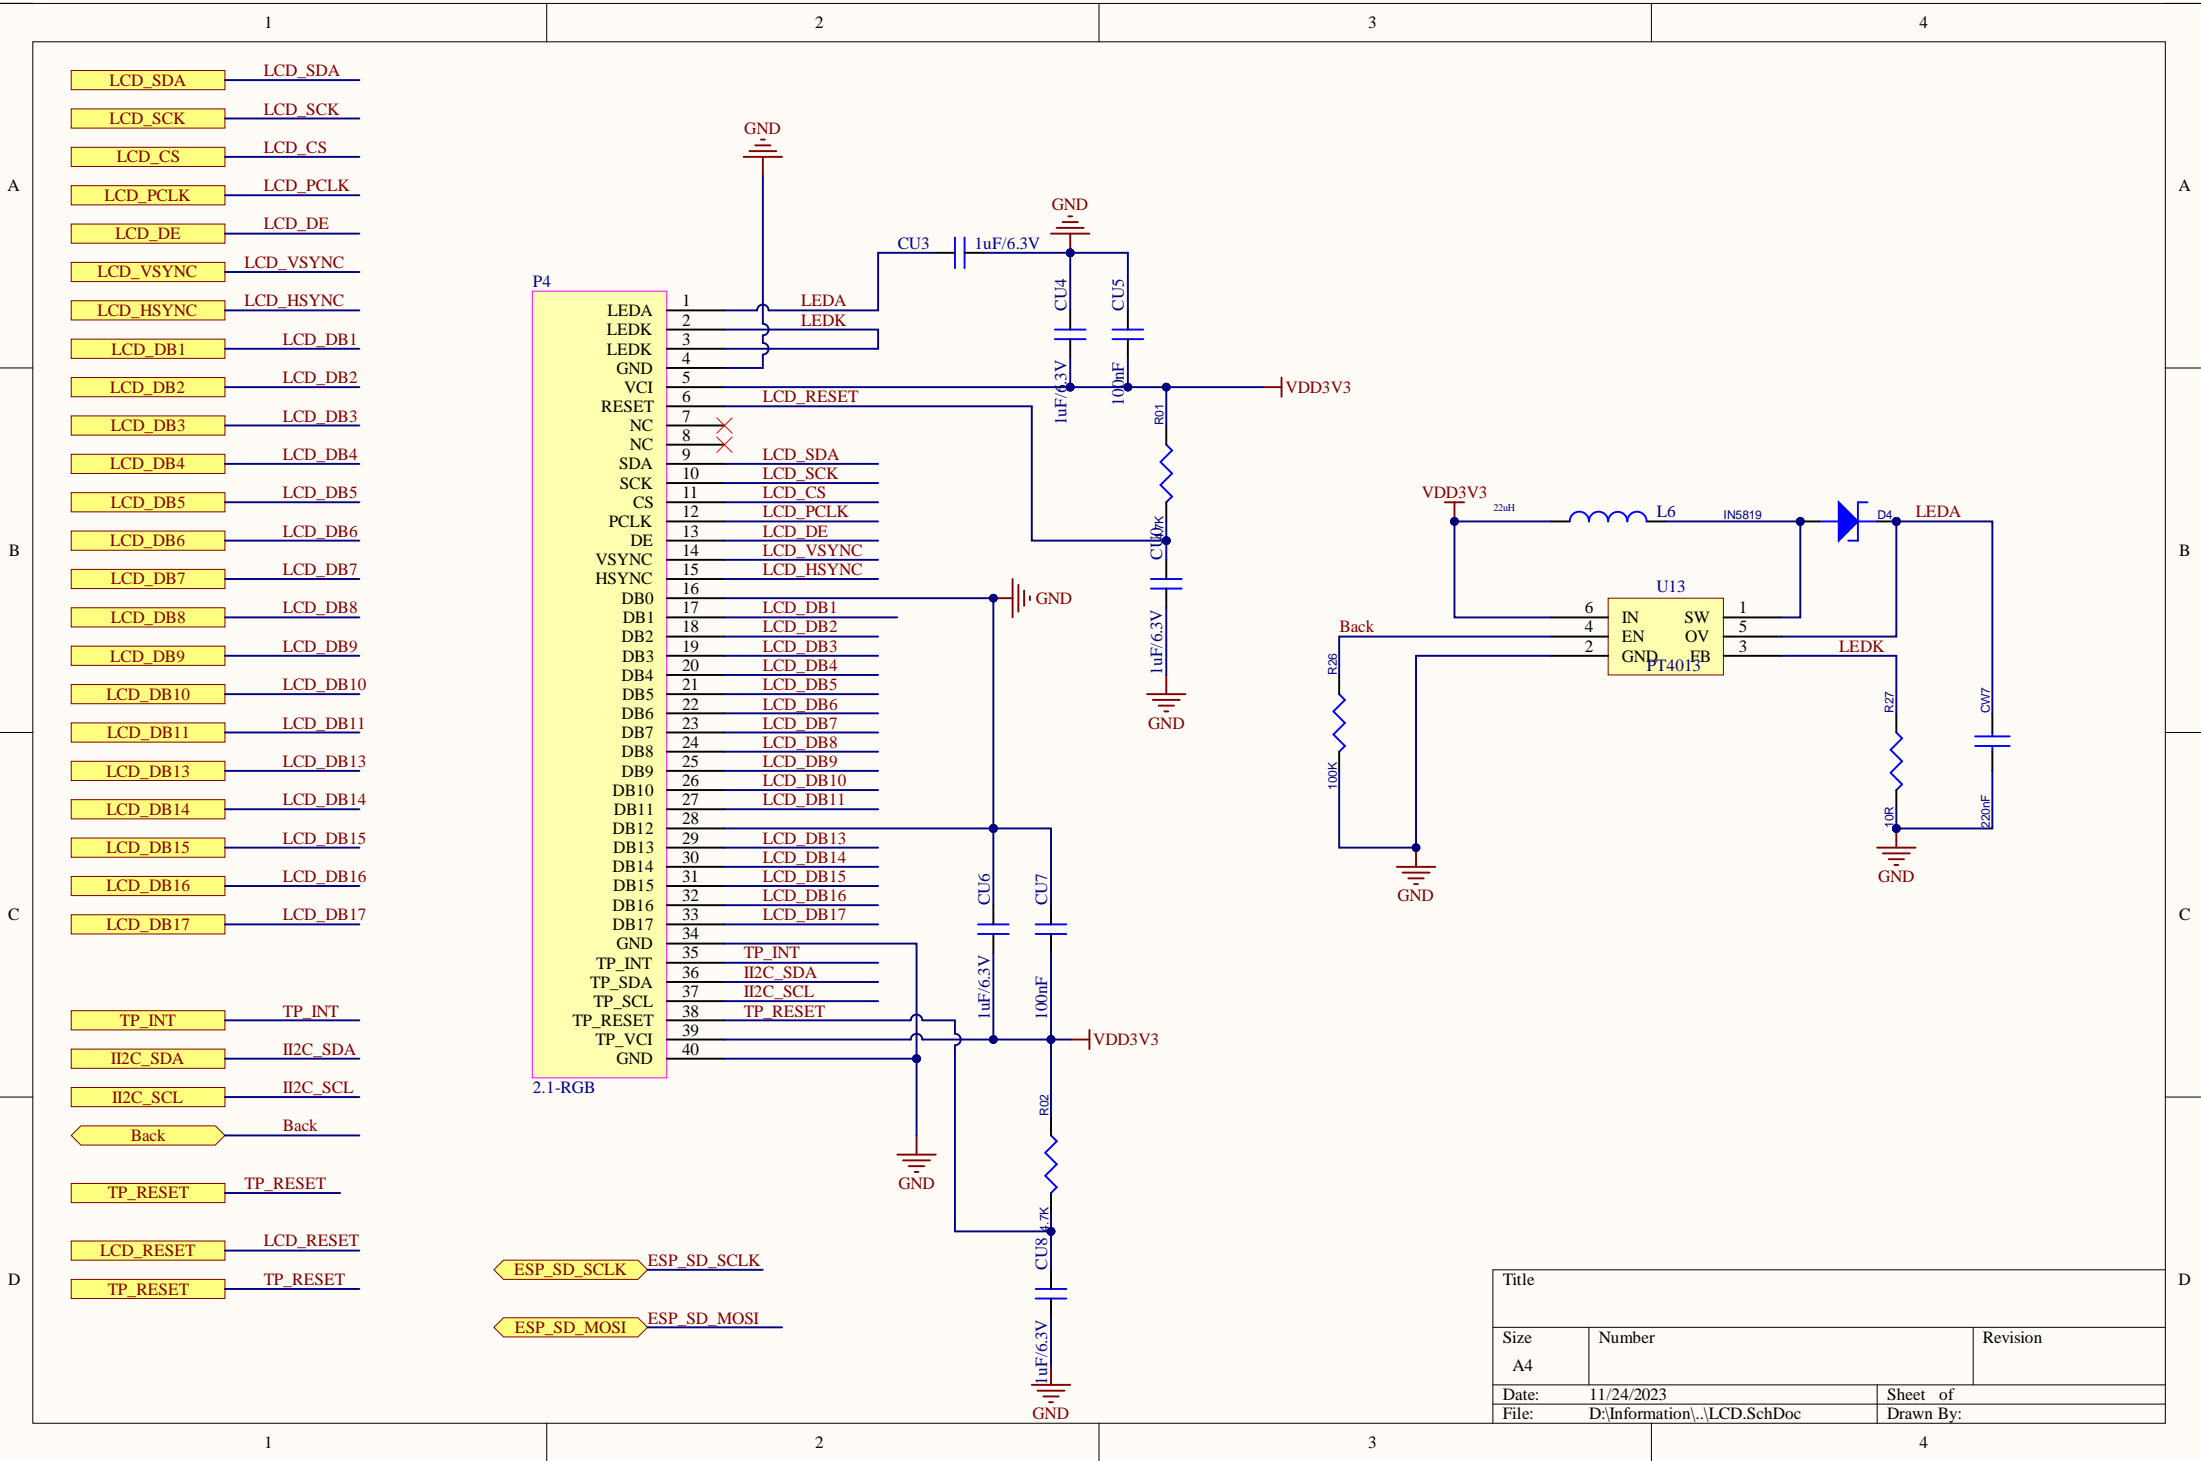 1 2 3 4
A
B
C
D
A
B
C
D
1 2 3 4
LCD_SDA LCD_SDA
LCD_SCK LCD_SCK
LCD_CS LCD_CS
LCD_PCLK LCD_PCLK
LCD_DE LCD_DE
LCD_VSYNC LCD_VSYNC
LCD_HSYNC LCD_HSYNC
LCD_DB1 LCD_DB1
LCD_DB2 LCD_DB2
LCD_DB3 LCD_DB3
LCD_DB4 LCD_DB4
LCD_DB5 LCD_DB5
LCD_DB6 LCD_DB6
LCD_DB7 LCD_DB7
LCD_DB8 LCD_DB8
LCD_DB9 LCD_DB9
LCD_DB10 LCD_DB10
LCD_DB11 LCD_DB11
LCD_DB13 LCD_DB13
LCD_DB14 LCD_DB14
LCD_DB15 LCD_DB15
LCD_DB16 LCD_DB16
LCD_DB17 LCD_DB17
TP_INT TP_INT
II2C_SDA II2C_SDA
II2C_SCL II2C_SCL
Back Back
TP_RESET TP_RESET
LCD_RESET LCD_RESET
TP_RESET TP_RESET
GND
P4
LEDA 1 LEDA
LEDK 2 LEDK
LEDK 3
GND 4
VCI 5
RESET 6 LCD_RESET
NC 7
NC 8
SDA 9 LCD_SDA
SCK 10 LCD_SCK
CS 11 LCD_CS
PCLK 12 LCD_PCLK
DE 13 LCD_DE
VSYNC 14 LCD_VSYNC
HSYNC 15 LCD_HSYNC
DB0 16
DB1 17 LCD_DB1
DB2 18 LCD_DB2
DB3 19 LCD_DB3
DB4 20 LCD_DB4
DB5 21 LCD_DB5
DB6 22 LCD_DB6
DB7 23 LCD_DB7
DB8 24 LCD_DB8
DB9 25 LCD_DB9
DB10 26 LCD_DB10
DB11 27 LCD_DB11
DB12 28
DB13 29 LCD_DB13
DB14 30 LCD_DB14
DB15 31 LCD_DB15
DB16 32 LCD_DB16
DB17 33 LCD_DB17
GND 34
TP_INT 35 TP_INT
TP_SDA 36 II2C_SDA
TP_SCL 37 II2C_SCL
TP_RESET 38 TP_RESET
TP_VCI 39
GND 40
2.1-RGB
GND
CU3 1uF/6.3V
CU4
1uF/6.3V
CU5
100nF
VDD3V3
R01
1uF/6.3V
GND
GND
CU6
1uF/6.3V
CU7
100nF
VDD3V3
GND
R02
4.7K
CU8
1uF/6.3V
GND
ESP_SD_SCLK ESP_SD_SCLK
ESP_SD_MOSI ESP_SD_MOSI
VDD3V3
22uH L6 IN5819 D4 LEDA
U13
6 IN SW 1
4 EN OV 5
2 GND FB 3
PT4013
Back
LEDK
R26
100K
GND
R27
10R
CW7
220nF
GND
Title
Size Number Revision
A4
Date: 11/24/2023 Sheet of
File: D:\Information\..\LCD.SchDoc Drawn By: